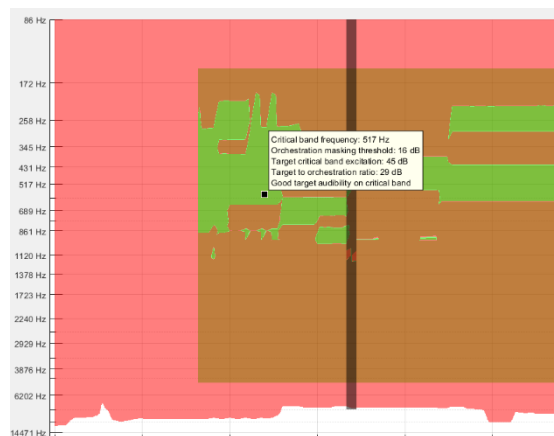 86 Hz
172 Hz
258 Hz
345 Hz
431 Hz
517 Hz
689 Hz
861 Hz
1120 Hz
1378 Hz
1723 Hz
2240 Hz
2929 Hz
3876 Hz
6202 Hz
14471 Hz
Critical band frequency: 517 Hz
Orchestration masking threshold: 16 dB
Target critical band excitation: 45 dB
Target to orchestration ratio: 29 dB
Good target audibility on critical band